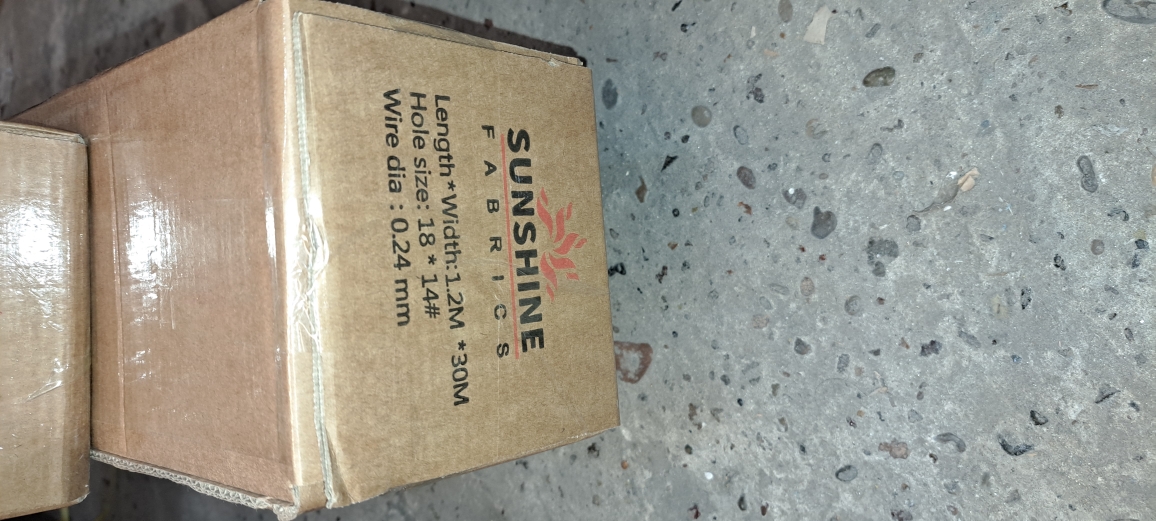 SUNSHINE
FABRICS
Length*Width:1.2M *30M
Hole size: 18 * 14#
Wire dia : 0.24 mm